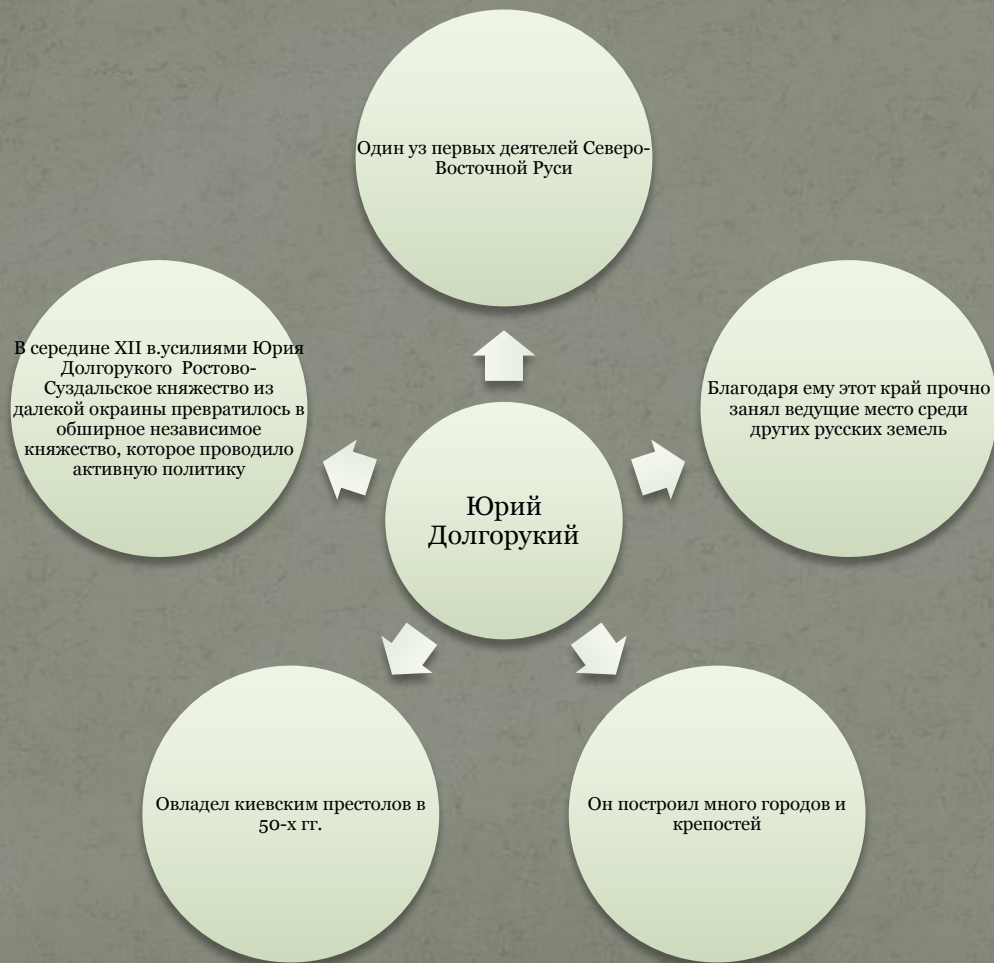 Один уз первых деятелей Северо-
Восточной Руси
В середине XII в.усилиями Юрия
Долгорукого Ростово-
Суздальское княжество из
далекой окраины превратилось в
обширное независимое
княжество, которое проводило
активную политику
Благодаря ему этот край прочно
занял ведущие место среди
других русских земель
Юрий
Долгорукий
Овладел киевским престолов в
50-х гг.
Он построил много городов и
крепостей